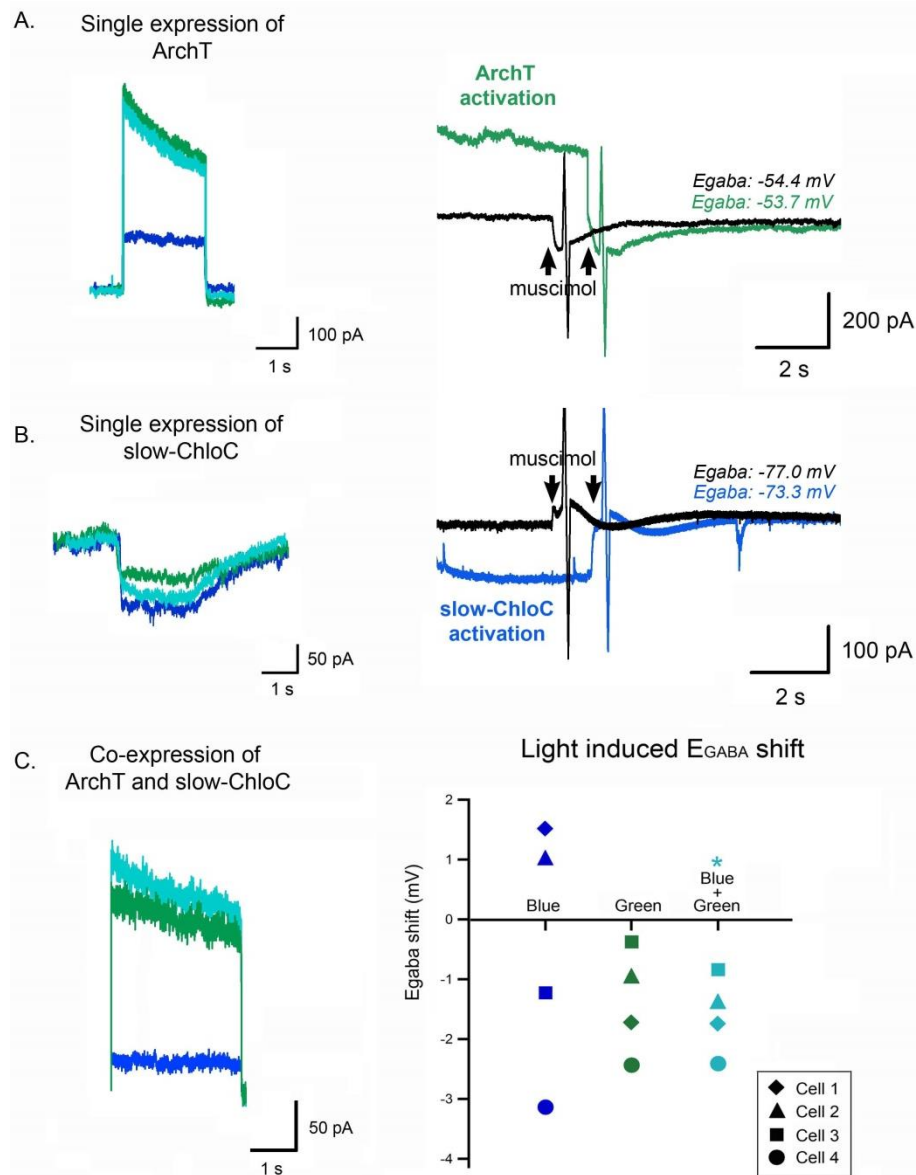 A.
Single expression of
ArchT
100 pA
1 s
ArchT
activation
Egaba: -54.4 mV
Egaba: -53.7 mV
muscimol
200 pA
2 s
B.
Single expression of
slow-ChloC
50 pA
1 s
muscimol
Egaba: -77.0 mV
Egaba: -73.3 mV
slow-ChloC
activation
100 pA
2 s
C.
Co-expression of
ArchT and slow-ChloC
50 pA
1 s
Light induced EGABA shift
Egaba shift (mV)
2
1
0
-1
-2
-3
-4
Blue
Green
*
Blue
+
Green
Cell 1
Cell 2
Cell 3
Cell 4